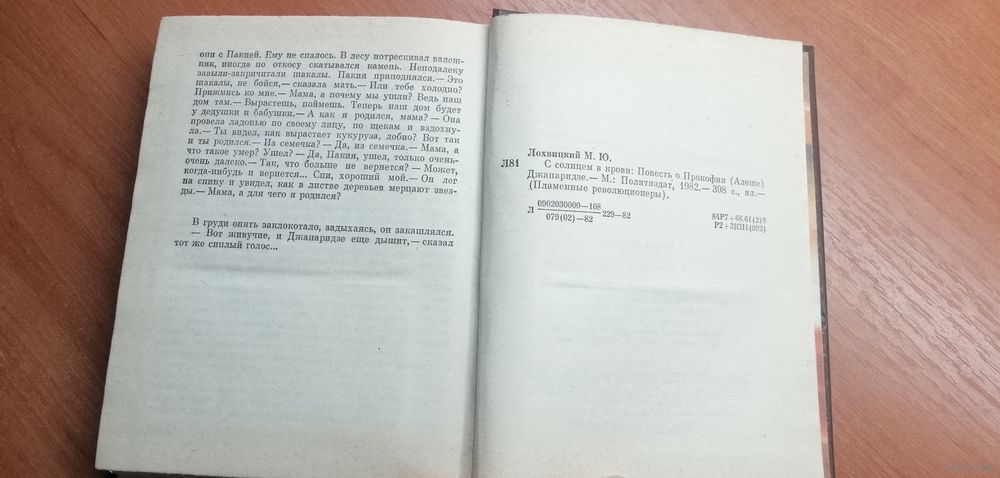 они с Пакией. Ему не спалось. В лесу потрескивал валеж-
ник, иногда по откосу скатывался камень. Неподалеку
завыли-запричитали шакалы. Пакия приподнялся.— Это
шакалы, не бойся,— сказала мать.— Или тебе холодно?
Прижмись ко мне.— Мама, а почему мы ушли? Ведь наш
дом там.— Вырастешь, поймешь. Теперь наш дом будет
у дедушки и бабушки.— А как я родился, мама? — Она
провела ладонью по своему лицу, по щекам и вздохну-
ла.— Ты видел, как вырастает кукуруза, лобио? Вот так
и ты родился.— Из семечка? — Да, из семечка.— Мама, а
что такое умер? Ушел? — Да, Пакия, ушел, только очень-
очень далеко.— Так, что больше не вернется? — Может,
когда-нибудь и вернется... Спи, хороший мой.— Он лег
на спину и увидел, как в листве деревьев мерцают звез-
ды.— Мама, а для чего я родился?
В груди опять заклокотало, задыхаясь, он закашлялся.
— Вот живучие, и Джапаридзе еще дышит,— сказал
тот же сиплый голос...
Лохвицкий М. Ю.
Л81 С солнцем в крови: Повесть о Прокофии (Алеше)
Джапаридзе.— М.: Политиздат, 1982.— 398 с., ил.—
(Пламенные революционеры).
Л 0902030000—108
079(02)—82 229—82
84Р7+66.61(2)8
Р2+3КП1(092)